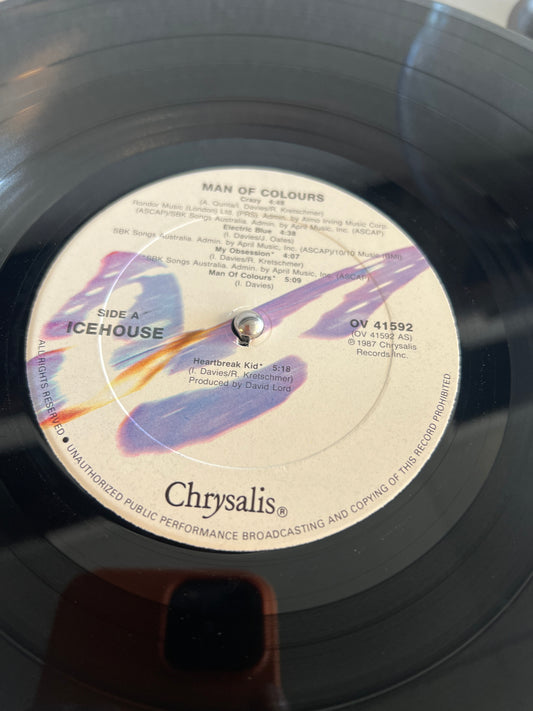 MAN OF COLOURS
Crazy 4:48
(A. Qunta/I. Davies/R. Kretschmer)
Rondor Music (London) Ltd. (PRS). Admin. by Almo Irving Music Corp.
(ASCAP)/SBK Songs Australia. Admin. by April Music, Inc. (ASCAP)
Electric Blue 4:38
(I. Davies/J. Oates)
SBK Songs Australia. Admin. by April Music, Inc. (ASCAP)/10/10 Music (BMI)
My Obsession* 4:07
(I. Davies/R. Kretschmer)
*SBK Songs Australia. Admin. by April Music, Inc. (ASCAP)
Man Of Colours* 5:09
(I. Davies)
SIDE A
ICEHOUSE
OV 41592
(OV 41592 AS)
℗ 1987 Chrysalis
Records Inc.
Heartbreak Kid* 5:18
(I. Davies/R. Kretschmer)
Produced by David Lord
Chrysalis®
ALL RIGHTS RESERVED ● UNAUTHORIZED PUBLIC PERFORMANCE BROADCASTING AND COPYING OF THIS RECORD PROHIBITED